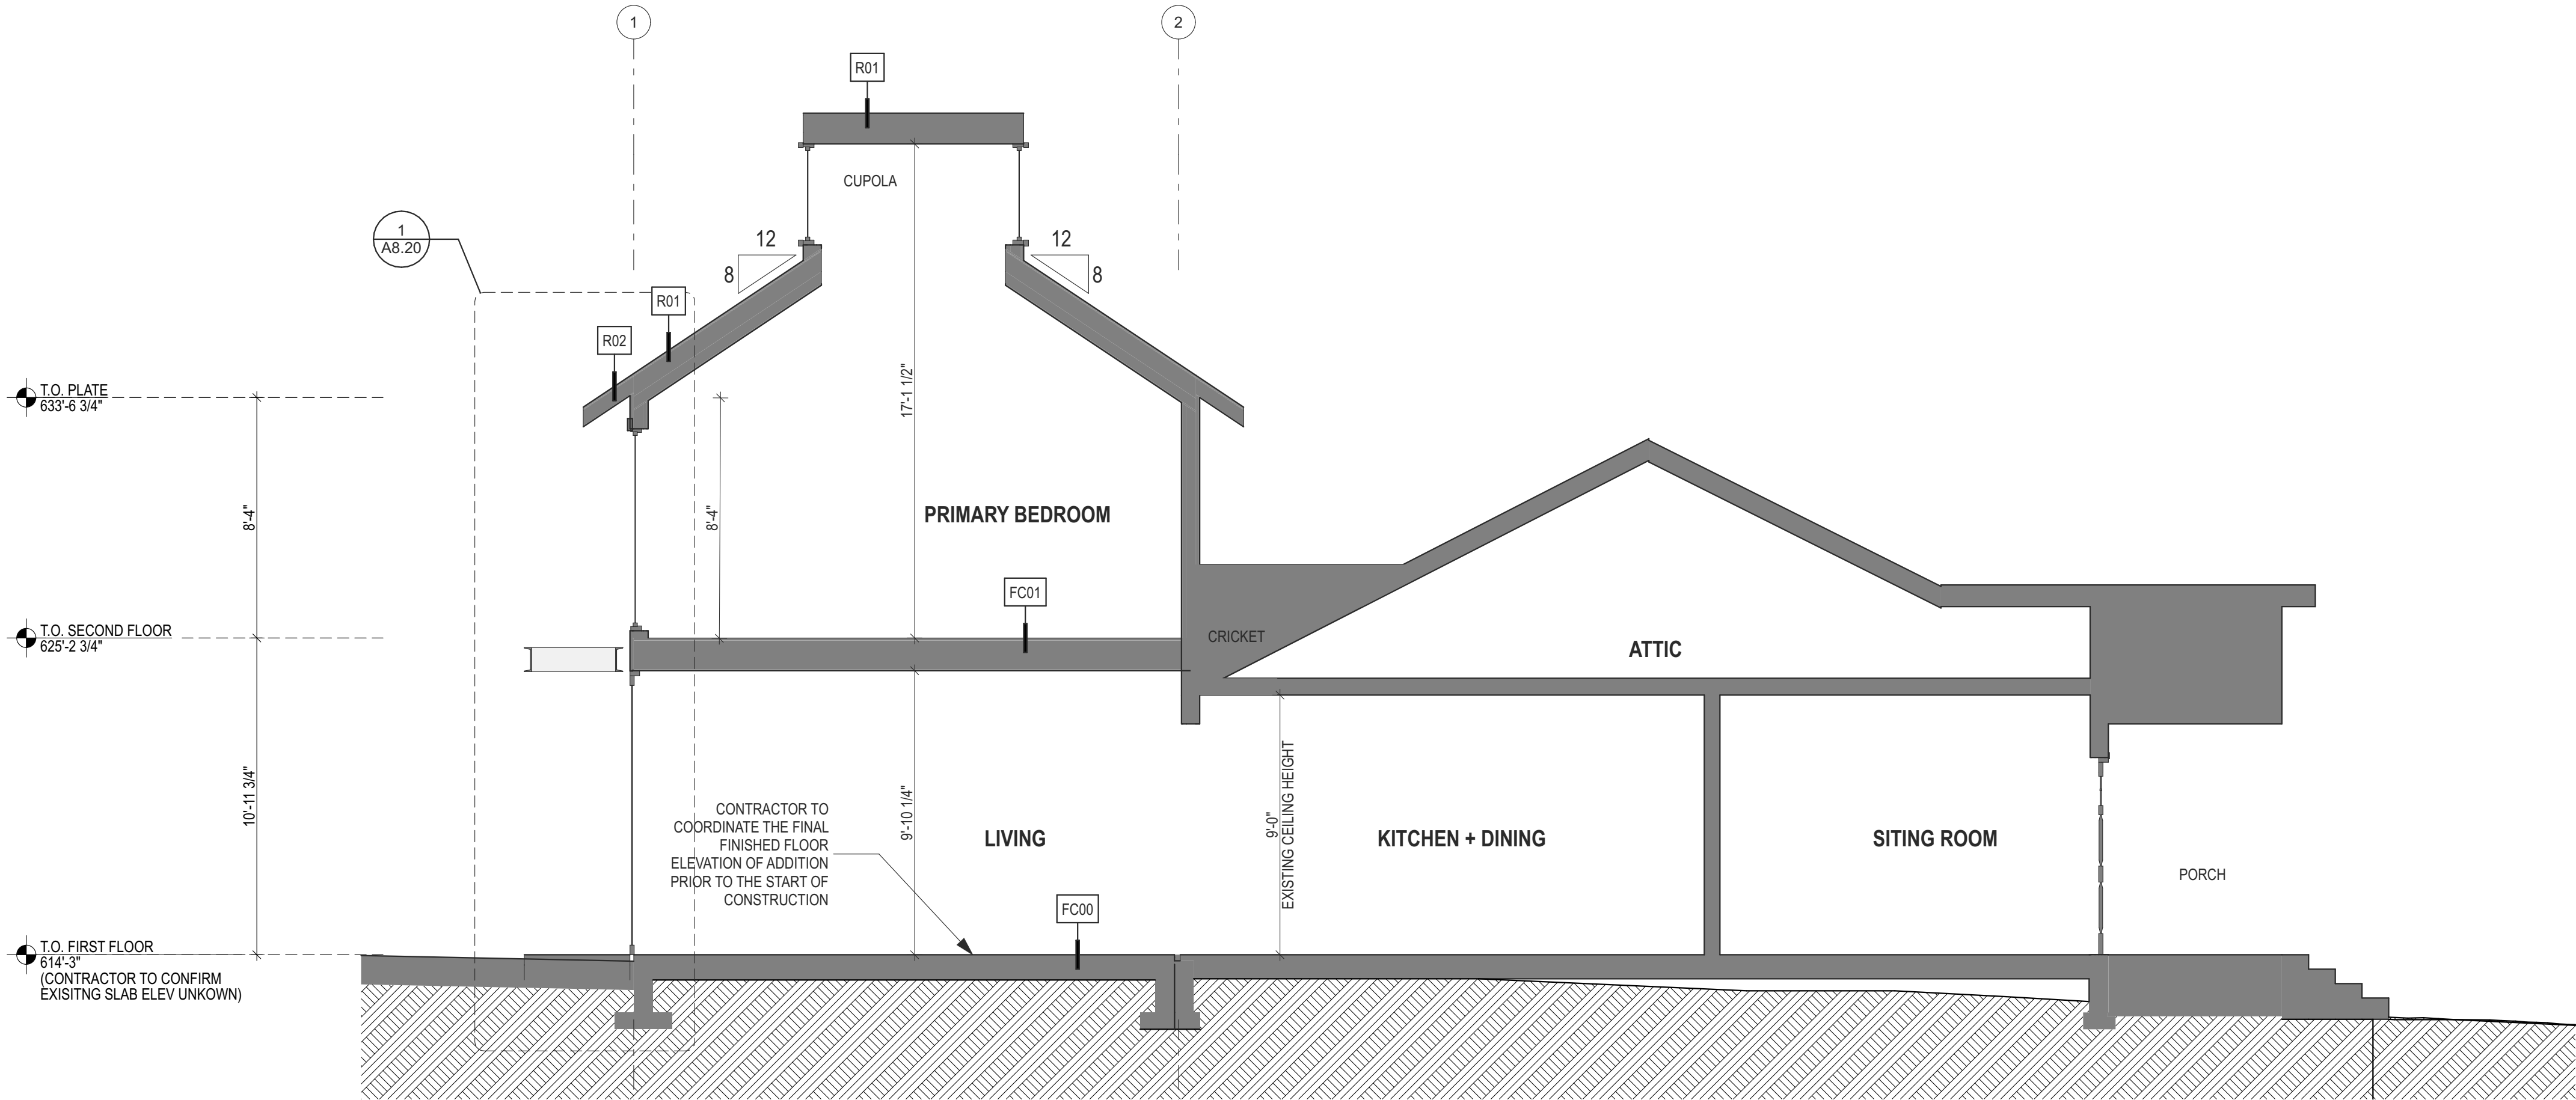 1
2
R01
CUPOLA
1
A8.20
12
8
12
8
R01
R02
T.O. PLATE
633'-6 3/4"
17'-1 1/2"
8'-4"
8'-4"
PRIMARY BEDROOM
FC01
T.O. SECOND FLOOR
625'-2 3/4"
CRICKET
ATTIC
10'-11 3/4"
CONTRACTOR TO
COORDINATE THE FINAL
FINISHED FLOOR
ELEVATION OF ADDITION
PRIOR TO THE START OF
CONSTRUCTION
9'-10 1/4"
LIVING
9'-0"
EXISTING CEILING HEIGHT
KITCHEN + DINING
SITING ROOM
PORCH
FC00
T.O. FIRST FLOOR
614'-3"
(CONTRACTOR TO CONFIRM
EXISITNG SLAB ELEV UNKOWN)